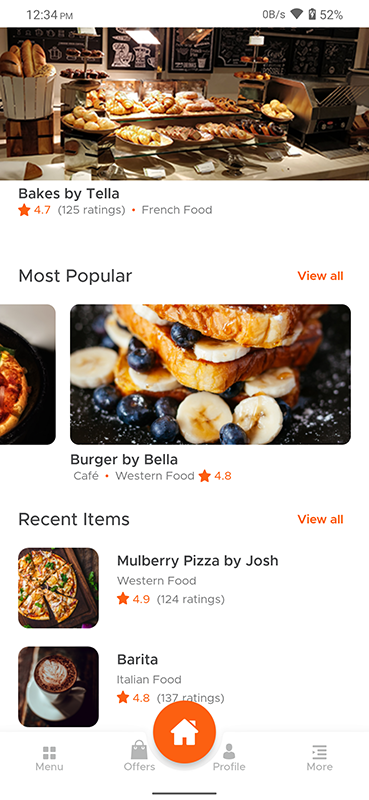 12:34 PM 0B/s 52%
Bakes by Tella
4.7 (125 ratings) • French Food
Most Popular View all
Burger by Bella
Café • Western Food 4.8
Recent Items View all
Mulberry Pizza by Josh
Western Food
4.9 (124 ratings)
Barita
Italian Food
4.8 (137 ratings)
Menu Offers Profile More